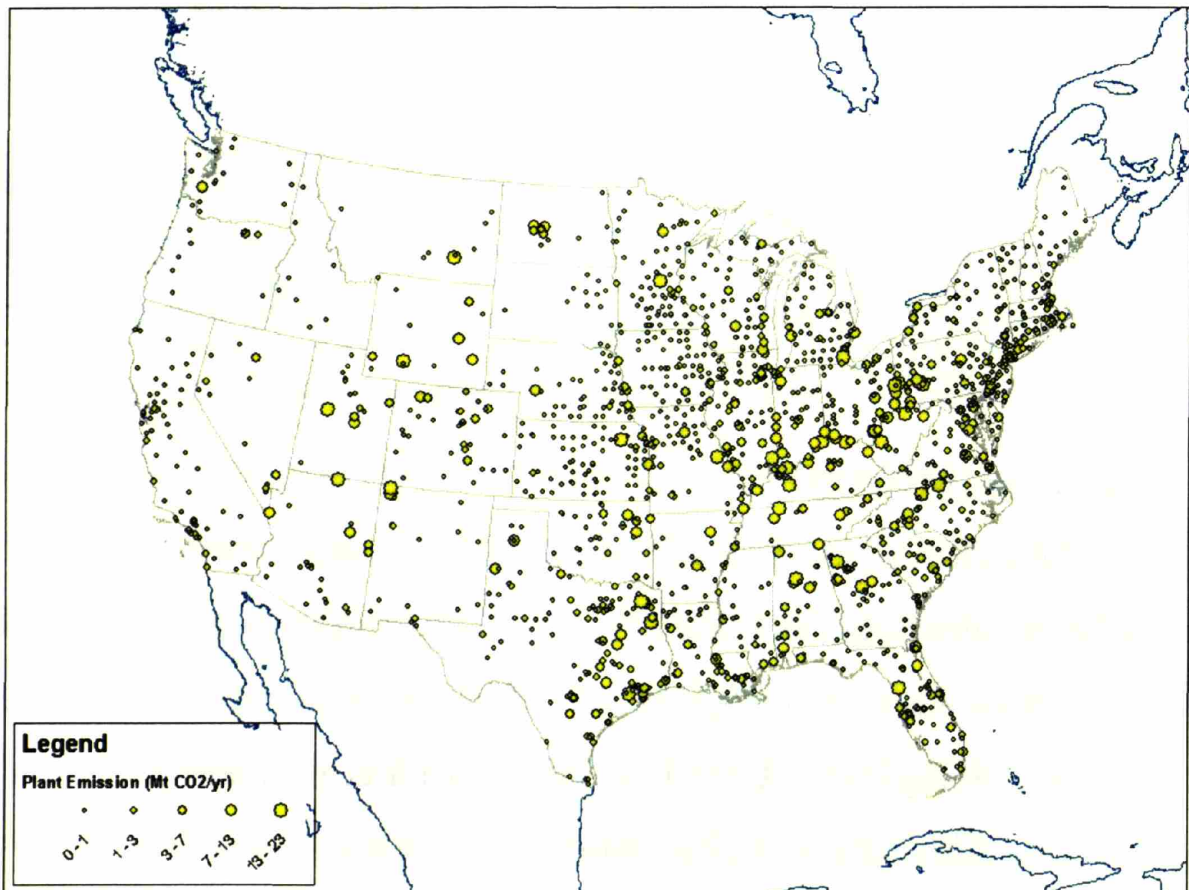 Legend
Plant Emission (Mt CO2/yr)
0 - 1
1 - 3
3 - 7
7 - 13
13 - 23